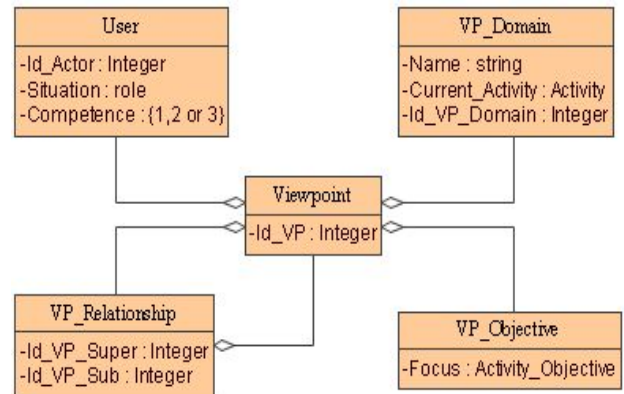 User
-Id_Actor : Integer
-Situation : role
-Competence : {1,2 or 3}
VP_Domain
-Name : string
-Current_Activity : Activity
-Id_VP_Domain : Integer
Viewpoint
-Id_VP : Integer
VP_Relationship
-Id_VP_Super : Integer
-Id_VP_Sub : Integer
VP_Objective
-Focus : Activity_Objective